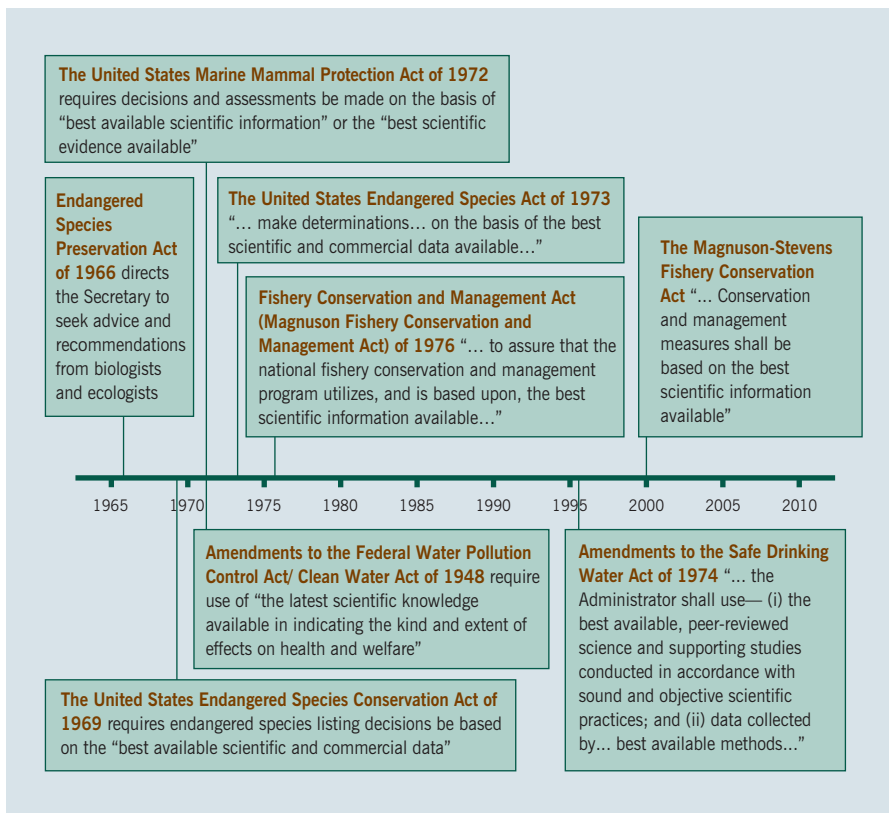 The United States Marine Mammal Protection Act of 1972
requires decisions and assessments be made on the basis of
“best available scientific information” or the “best scientific
evidence available”
Endangered
Species
Preservation Act
of 1966 directs
the Secretary to
seek advice and
recommendations
from biologists
and ecologists
The United States Endangered Species Act of 1973
“… make determinations… on the basis of the best
scientific and commercial data available…”
Fishery Conservation and Management Act
(Magnuson Fishery Conservation and
Management Act) of 1976 “… to assure that the
national fishery conservation and management
program utilizes, and is based upon, the best
scientific information available…”
The Magnuson-Stevens
Fishery Conservation
Act “… Conservation
and management
measures shall be
based on the best
scientific information
available”
1965 1970 1975 1980 1985 1990 1995 2000 2005 2010
Amendments to the Federal Water Pollution
Control Act/ Clean Water Act of 1948 require
use of “the latest scientific knowledge
available in indicating the kind and extent of
effects on health and welfare”
The United States Endangered Species Conservation Act of
1969 requires endangered species listing decisions be based
on the “best available scientific and commercial data”
Amendments to the Safe Drinking
Water Act of 1974 “… the
Administrator shall use— (i) the
best available, peer-reviewed
science and supporting studies
conducted in accordance with
sound and objective scientific
practices; and (ii) data collected
by… best available methods…”